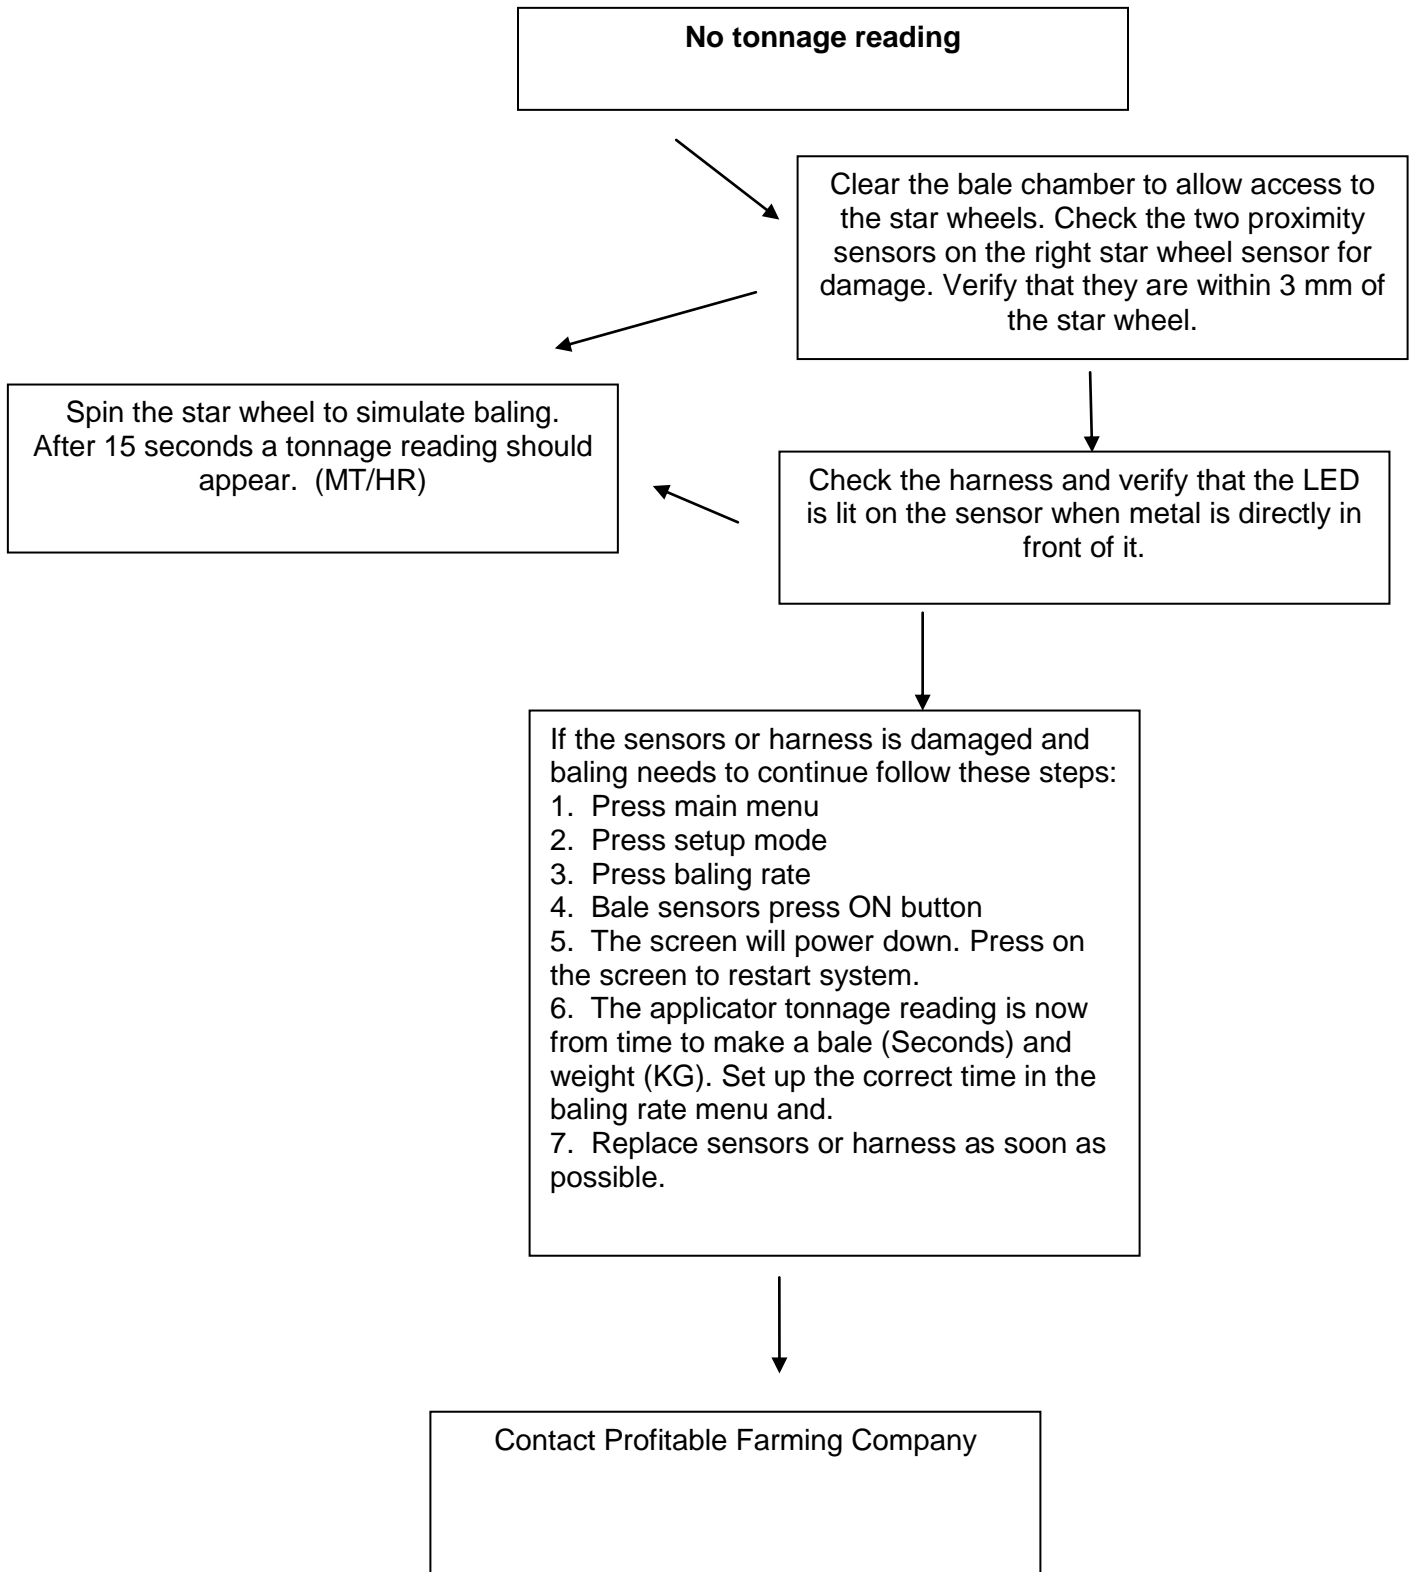 No tonnage reading
Clear the bale chamber to allow access to
the star wheels. Check the two proximity
sensors on the right star wheel sensor for
damage. Verify that they are within 3 mm of
the star wheel.
Spin the star wheel to simulate baling.
After 15 seconds a tonnage reading should
appear.  (MT/HR)
Check the harness and verify that the LED
is lit on the sensor when metal is directly in
front of it.
If the sensors or harness is damaged and
baling needs to continue follow these steps:
1.  Press main menu
2.  Press setup mode
3.  Press baling rate
4.  Bale sensors press ON button
5.  The screen will power down. Press on
the screen to restart system.
6.  The applicator tonnage reading is now
from time to make a bale (Seconds) and
weight (KG). Set up the correct time in the
baling rate menu and.
7.  Replace sensors or harness as soon as
possible.
Contact Profitable Farming Company